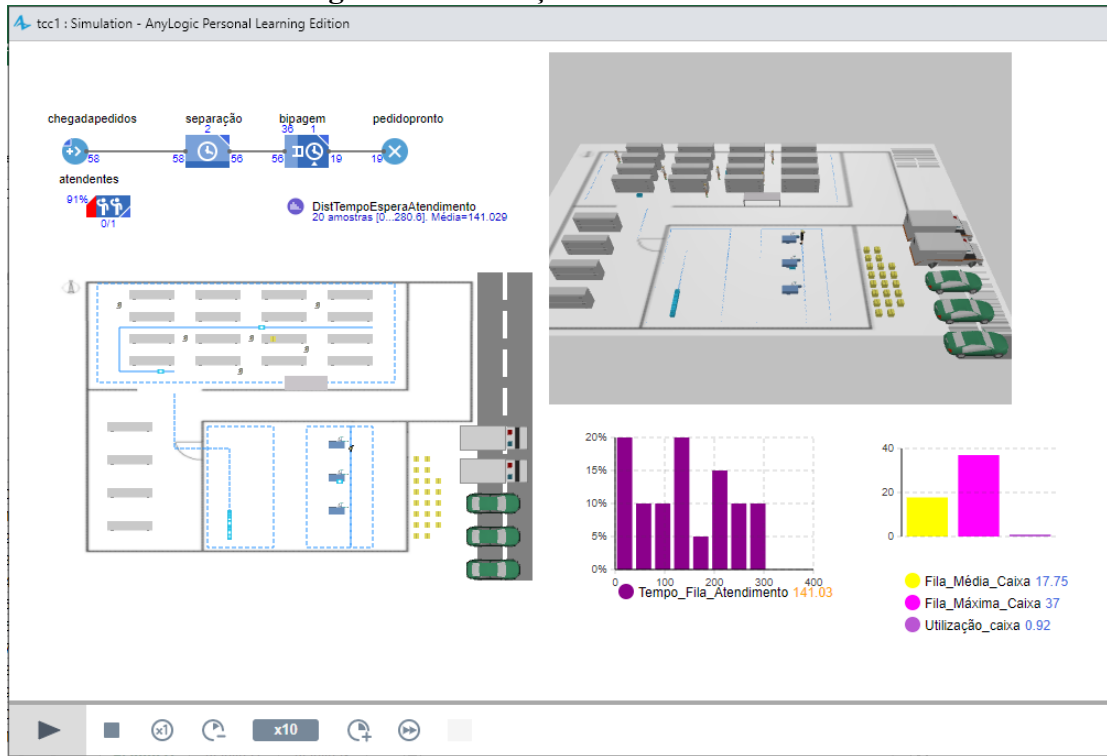 tcc1 : Simulation - AnyLogic Personal Learning Edition
chegadapedidos
separação
bipagem
pedidopronto
2
36 1
58
58
56
56
19
19
atendentes
91%
0/1
DistTempoEsperaAtendimento
20 amostras [0...280.6]. Média=141.029
20%
15%
10%
5%
0%
0
100
200
300
400
Tempo_Fila_Atendimento 141.03
40
20
0
Fila_Média_Caixa 17.75
Fila_Máxima_Caixa 37
Utilização_caixa 0.92
x1
x10